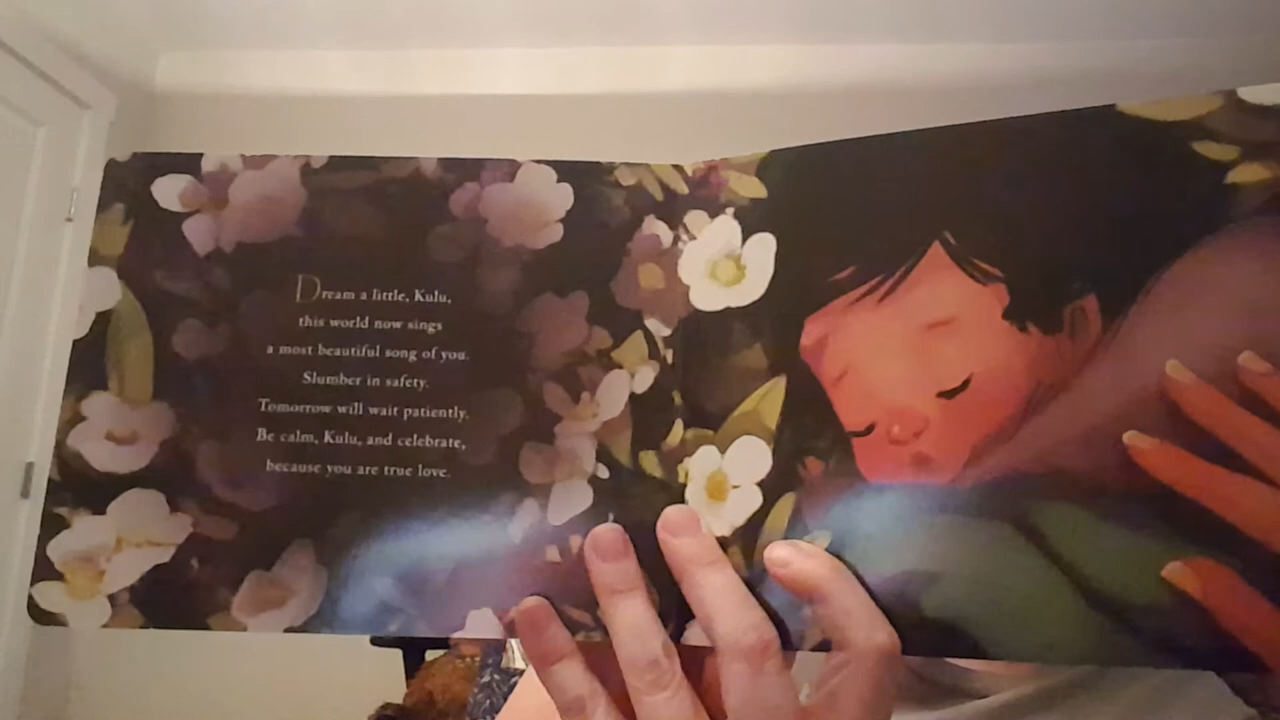 Dream a little, Kulu,
this world now sings
a most beautiful song of you.
Slumber in safety.
Tomorrow will wait patiently.
Be calm, Kulu, and celebrate,
because you are true love.